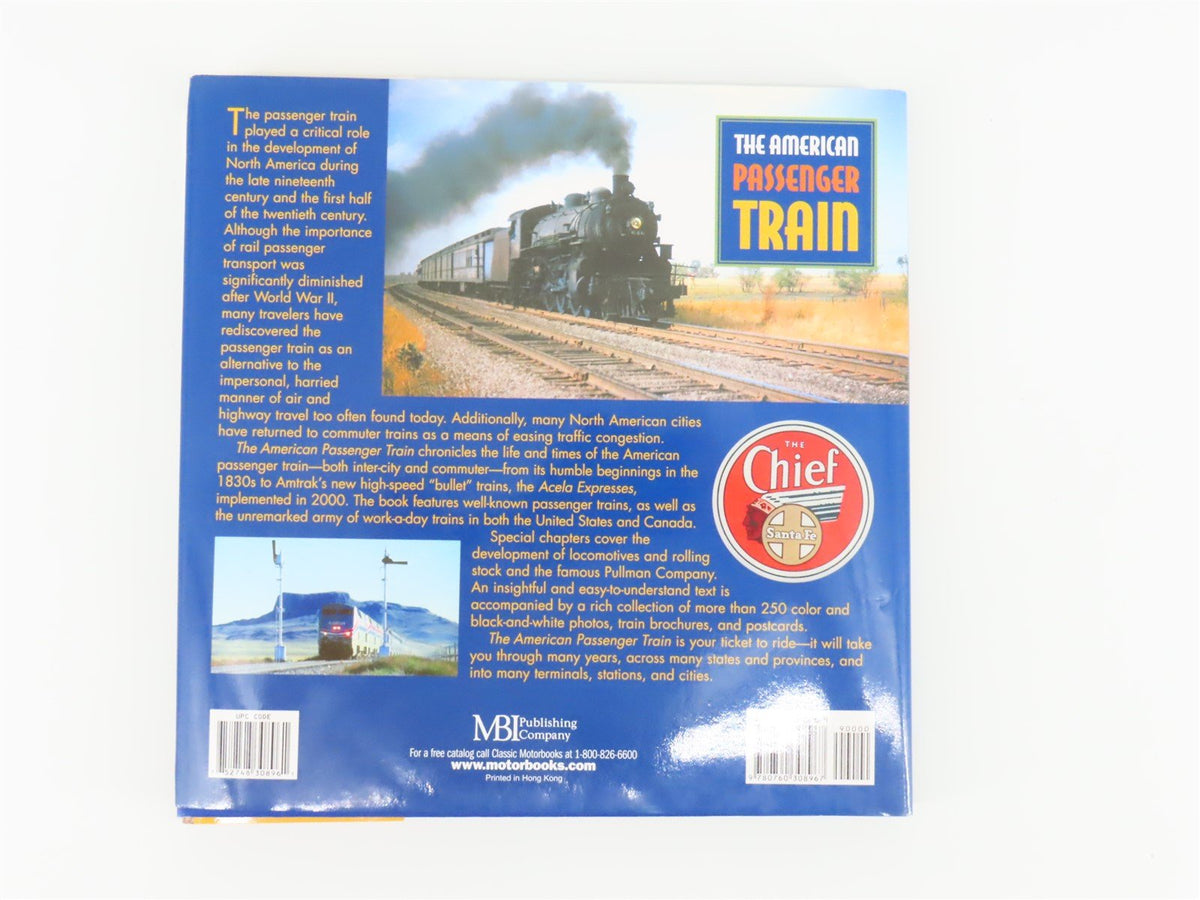 The passenger train
played a critical role
in the development of
North America during
the late nineteenth
century and the first half
of the twentieth century.
Although the importance
of rail passenger
transport was
significantly diminished
after World War II,
many travelers have
rediscovered the
passenger train as an
alternative to the
impersonal, harried
manner of air and
highway travel too often found today. Additionally, many North American cities
have returned to commuter trains as a means of easing traffic congestion.
The American Passenger Train chronicles the life and times of the American
passenger train—both inter-city and commuter—from its humble beginnings in the
1830s to Amtrak's new high-speed "bullet" trains, the Acela Expresses,
implemented in 2000. The book features well-known passenger trains, as well as
the unremarked army of work-a-day trains in both the United States and Canada.
Special chapters cover the
development of locomotives and rolling
stock and the famous Pullman Company.
An insightful and easy-to-understand text is
accompanied by a rich collection of more than 250 color and
black-and-white photos, train brochures, and postcards.
The American Passenger Train is your ticket to ride—it will take
you through many years, across many states and provinces, and
into many terminals, stations, and cities.
THE AMERICAN
PASSENGER
TRAIN
THE
Chief
Santa Fe
UPC CODE
52748 30896
MBI Publishing
Company
For a free catalog call Classic Motorbooks at 1-800-826-6600
www.motorbooks.com
Printed in Hong Kong
90000
9 780760 308967